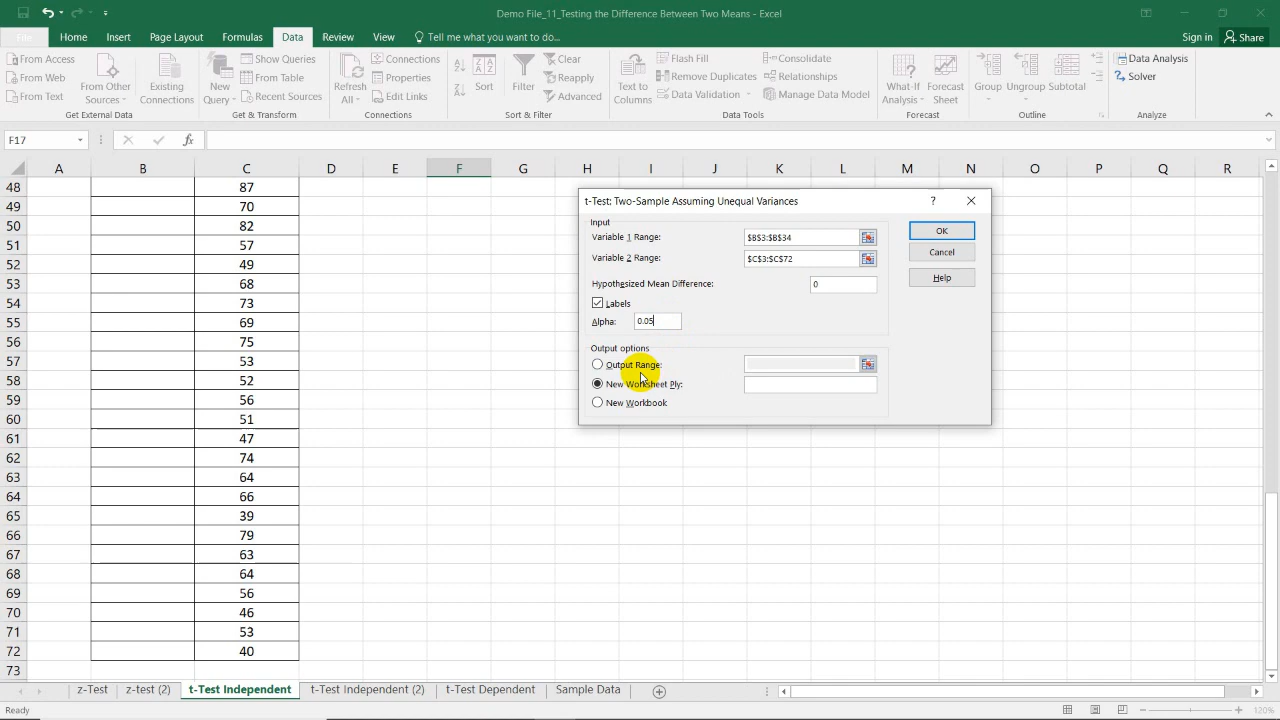 Demo File_11_Testing the Difference Between Two Means - Excel
File Home Insert Page Layout Formulas Data Review View Tell me what you want to do... Sign in Share
From Access
From Web
From Text
From Other Sources
Existing Connections
Get External Data
New Query
Show Queries
From Table
Recent Sources
Get & Transform
Refresh All
Connections
Properties
Edit Links
Connections
Sort
Filter
Clear
Reapply
Advanced
Sort & Filter
Text to Columns
Flash Fill
Remove Duplicates
Data Validation
Consolidate
Relationships
Manage Data Model
Data Tools
What-If Analysis
Forecast Sheet
Forecast
Group
Ungroup
Subtotal
Outline
Data Analysis
Solver
Analyze
F17 fx
A B C D E F G H I J K L M N O P Q R
48 87
49 70
50 82
51 57
52 49
53 68
54 73
55 69
56 75
57 53
58 52
59 56
60 51
61 47
62 74
63 64
64 66
65 39
66 79
67 63
68 64
69 56
70 46
71 53
72 40
73
t-Test: Two-Sample Assuming Unequal Variances ?
Input
Variable 1 Range: $B$3:$B$34
Variable 2 Range: $C$3:$C$72
Hypothesized Mean Difference: 0
Labels
Alpha: 0.05
Output options
Output Range:
New Worksheet Ply:
New Workbook
OK
Cancel
Help
z-Test z-test (2) t-Test Independent t-Test Independent (2) t-Test Dependent Sample Data
Ready 120%